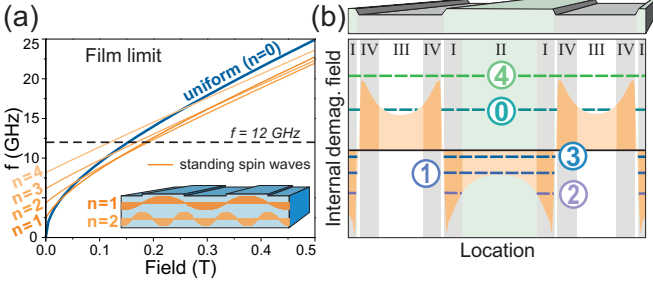 (a)
Film limit
uniform (n=0)
f = 12 GHz
standing spin waves
n=4
n=3
n=2
n=1
n=1
n=2
f (GHz)
25
20
15
10
5
0
0.0 0.1 0.2 0.3 0.4 0.5
Field (T)
(b)
I IV III IV I II I IV III IV I
4
0
3
1
2
Internal demag. field
Location